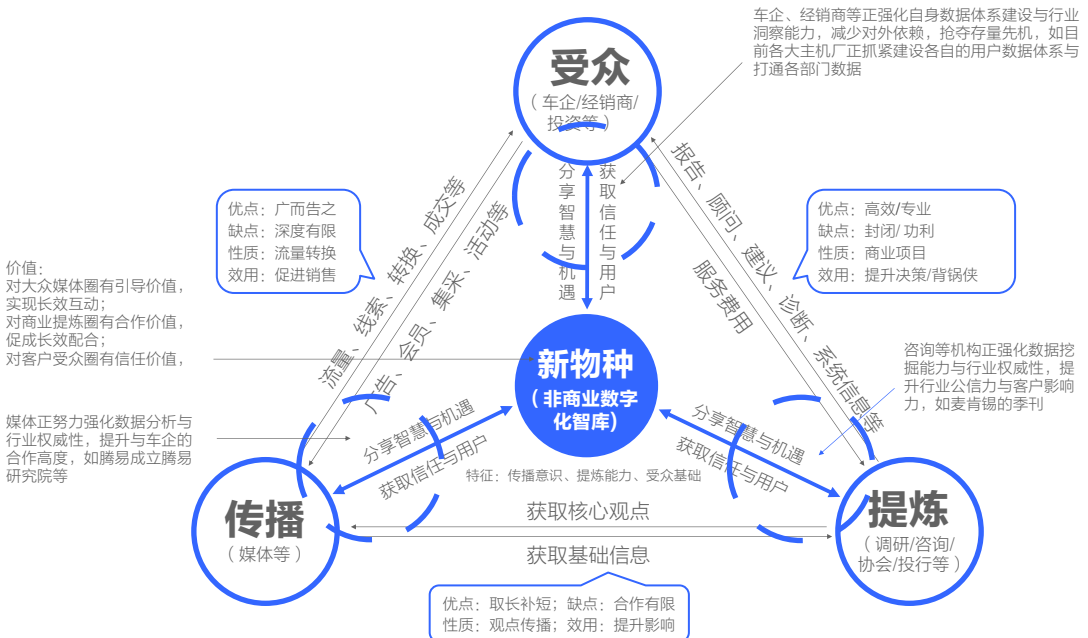 车企、经销商等正强化自身数据体系建设与行业
洞察能力，减少对外依赖，抢夺存量先机，如目
前各大主机厂正抓紧建设各自的用户数据体系与
打通各部门数据
受众
（ 车企/经销商/
投资等 ）
分享智慧与机遇
获取信任与用户
流量、线索、转换、成交等
广告、会员、集采、活动等
报告、顾问、建议、诊断、系统信息等
服务费用
优点：广而告之
缺点：深度有限
性质：流量转换
效用：促进销售
优点：高效/专业
缺点：封闭/ 功利
性质：商业项目
效用：提升决策/背锅侠
价值：
对大众媒体圈有引导价值，
实现长效互动；
对商业提炼圈有合作价值，
促成长效配合；
对客户受众圈有信任价值，
新物种
（ 非商业数字
化智库)
咨询等机构正强化数据挖
掘能力与行业权威性，提
升行业公信力与客户影响
力，如麦肯锡的季刊
媒体正努力强化数据分析与
行业权威性，提升与车企的
合作高度，如腾易成立腾易
研究院等
分享智慧与机遇
获取信任与用户
分享智慧与机遇
获取信任与用户
特征：传播意识、提炼能力、受众基础
传播
（ 媒体等 ）
获取核心观点
获取基础信息
提炼
（ 调研/咨询/
协会/投行等 ）
优点：取长补短；缺点：合作有限
性质：观点传播；效用：提升影响